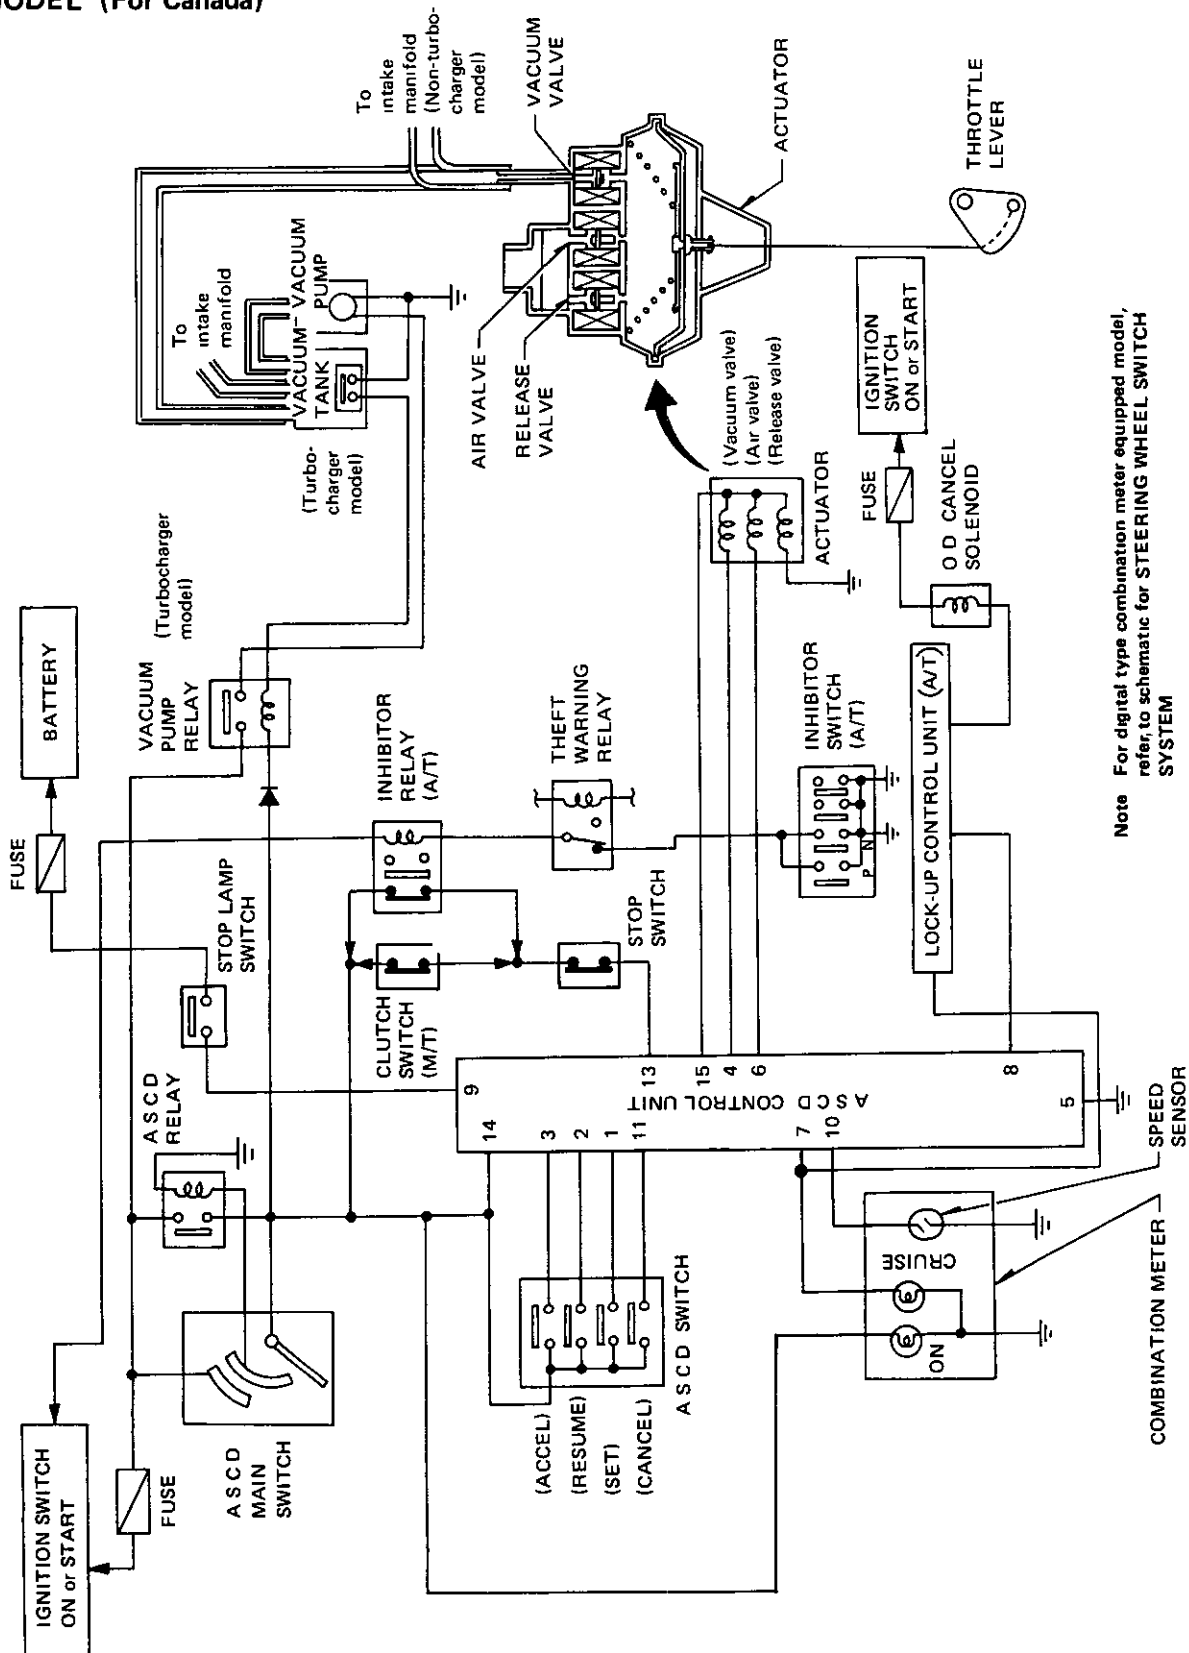 MODEL (For Canada)
BATTERY
FUSE
VACUUM
PUMP
RELAY
(Turbocharger
model)
STOP LAMP
SWITCH
A S C D
RELAY
IGNITION SWITCH
ON or START
FUSE
A S C D
MAIN
SWITCH
To
intake
manifold
VACUUM
PUMP
VACUUM
TANK
(Turbo-
charger
model)
To
intake
manifold
(Non-turbo-
charger
model)
VACUUM
VALVE
AIR VALVE
RELEASE
VALVE
ACTUATOR
THROTTLE
LEVER
INHIBITOR
RELAY
(A/T)
THEFT
WARNING
RELAY
CLUTCH
SWITCH
(M/T)
STOP
SWITCH
INHIBITOR
SWITCH
(A/T)
P
N
(Vacuum valve)
(Air valve)
(Release valve)
ACTUATOR
IGNITION
SWITCH
ON or START
FUSE
O D CANCEL
SOLENOID
LOCK-UP CONTROL UNIT (A/T)
A S C D CONTROL UNIT
9
13
15
4
6
8
14
3
2
1
11
7
10
5
(ACCEL)
(RESUME)
(SET)
(CANCEL)
A S C D SWITCH
ON
CRUISE
COMBINATION METER
SPEED
SENSOR
Note For digital type combination meter equipped model,
refer, to schematic for STEERING WHEEL SWITCH
SYSTEM